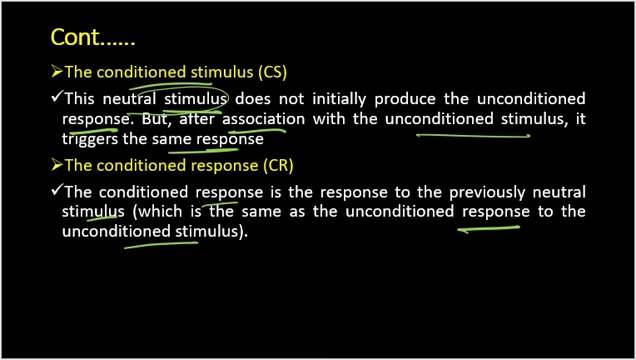 Cont......
➢The conditioned stimulus (CS)
✓This neutral stimulus does not initially produce the unconditioned
response. But, after association with the unconditioned stimulus, it
triggers the same response
➢The conditioned response (CR)
✓The conditioned response is the response to the previously neutral
stimulus (which is the same as the unconditioned response to the
unconditioned stimulus).